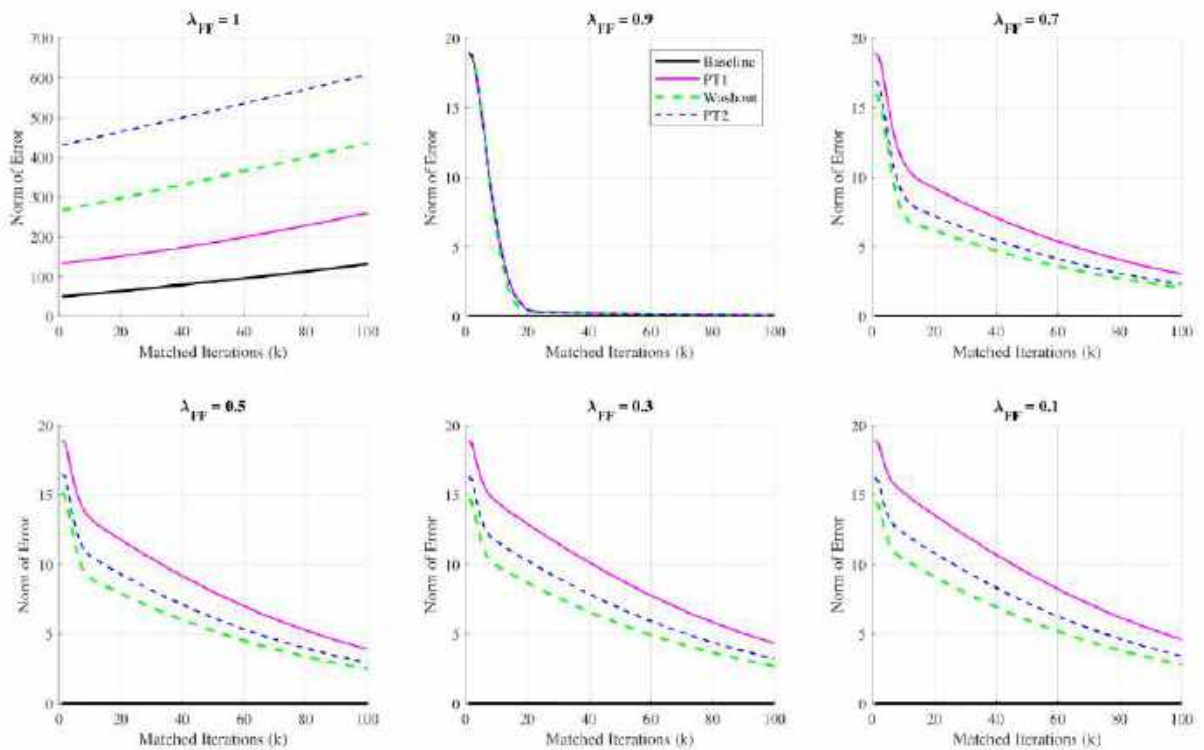 λFF = 1
700
600
500
400
300
200
100
0
Norm of Error
0 20 40 60 80 100
Matched Iterations (k)
λFF = 0.9
20
15
10
5
0
Norm of Error
Baseline
PT1
Washout
PT2
0 20 40 60 80 100
Matched Iterations (k)
λFF = 0.7
20
15
10
5
0
Norm of Error
0 20 40 60 80 100
Matched Iterations (k)
λFF = 0.5
20
15
10
5
0
Norm of Error
0 20 40 60 80 100
Matched Iterations (k)
λFF = 0.3
20
15
10
5
0
Norm of Error
0 20 40 60 80 100
Matched Iterations (k)
λFF = 0.1
20
15
10
5
0
Norm of Error
0 20 40 60 80 100
Matched Iterations (k)